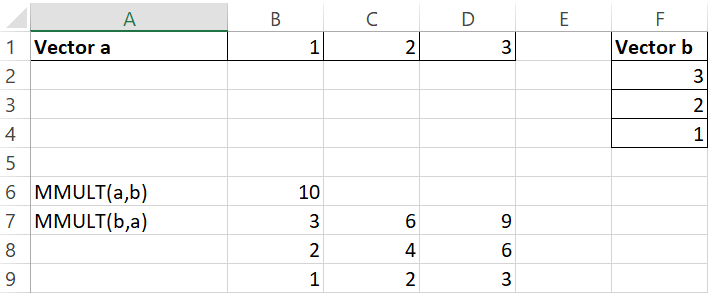 A B C D E F
1 Vector a 1 2 3 Vector b
2 3
3 2
4 1
5
6 MMULT(a,b) 10
7 MMULT(b,a) 3 6 9
8 2 4 6
9 1 2 3